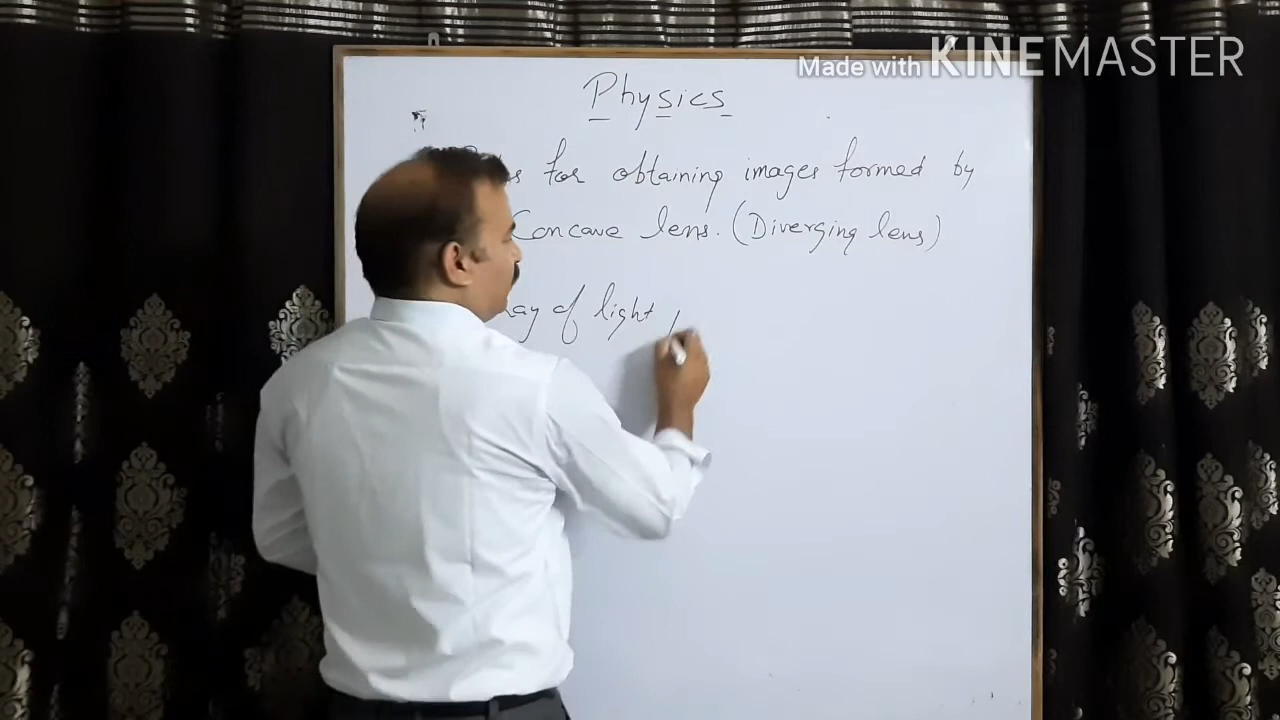 Made with KINEMASTER
Physics
for obtaining images formed by
Concave lens. (Diverging lens)
ray of light